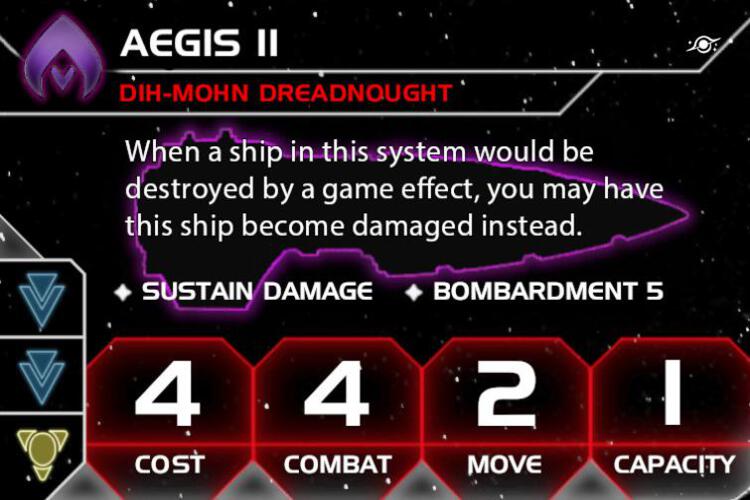 AEGIS II
DIH-MOHN DREADNOUGHT
When a ship in this system would be
destroyed by a game effect, you may have
this ship become damaged instead.
SUSTAIN DAMAGE BOMBARDMENT 5
4 4 2 1
COST COMBAT MOVE CAPACITY